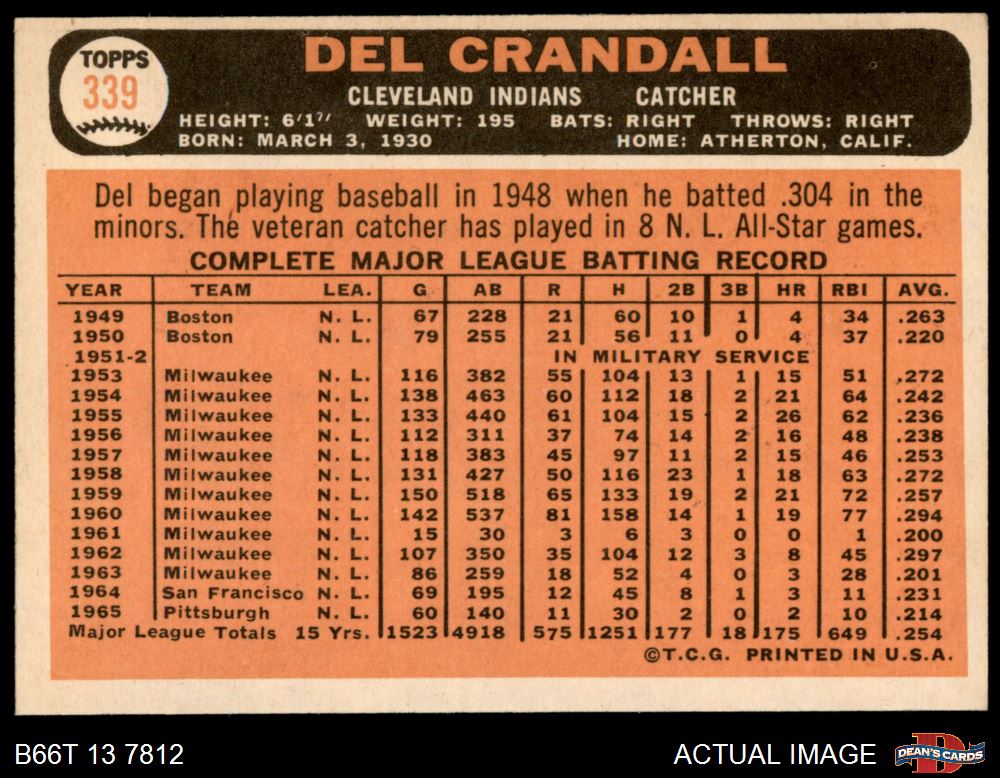 TOPPS
339
DEL CRANDALL
CLEVELAND INDIANS CATCHER
HEIGHT: 6'1" WEIGHT: 195 BATS: RIGHT THROWS: RIGHT
BORN: MARCH 3, 1930 HOME: ATHERTON, CALIF.
Del began playing baseball in 1948 when he batted .304 in the
minors. The veteran catcher has played in 8 N. L. All-Star games.
COMPLETE MAJOR LEAGUE BATTING RECORD
YEAR TEAM LEA. G AB R H 2B 3B HR RBI AVG.
1949 Boston N. L. 67 228 21 60 10 1 4 34 .263
1950 Boston N. L. 79 255 21 56 11 0 4 37 .220
1951-2 IN MILITARY SERVICE
1953 Milwaukee N. L. 116 382 55 104 13 1 15 51 .272
1954 Milwaukee N. L. 138 463 60 112 18 2 21 64 .242
1955 Milwaukee N. L. 133 440 61 104 15 2 26 62 .236
1956 Milwaukee N. L. 112 311 37 74 14 2 16 48 .238
1957 Milwaukee N. L. 118 383 45 97 11 2 15 46 .253
1958 Milwaukee N. L. 131 427 50 116 23 1 18 63 .272
1959 Milwaukee N. L. 150 518 65 133 19 2 21 72 .257
1960 Milwaukee N. L. 142 537 81 158 14 1 19 77 .294
1961 Milwaukee N. L. 15 30 3 6 3 0 0 1 .200
1962 Milwaukee N. L. 107 350 35 104 12 3 8 45 .297
1963 Milwaukee N. L. 86 259 18 52 4 0 3 28 .201
1964 San Francisco N. L. 69 195 12 45 8 1 3 11 .231
1965 Pittsburgh N. L. 60 140 11 30 2 0 2 10 .214
Major League Totals 15 Yrs. 1523 4918 575 1251 177 18 175 649 .254
©T.C.G. PRINTED IN U.S.A.
B66T 13 7812 ACTUAL IMAGE DEAN'S CARDS